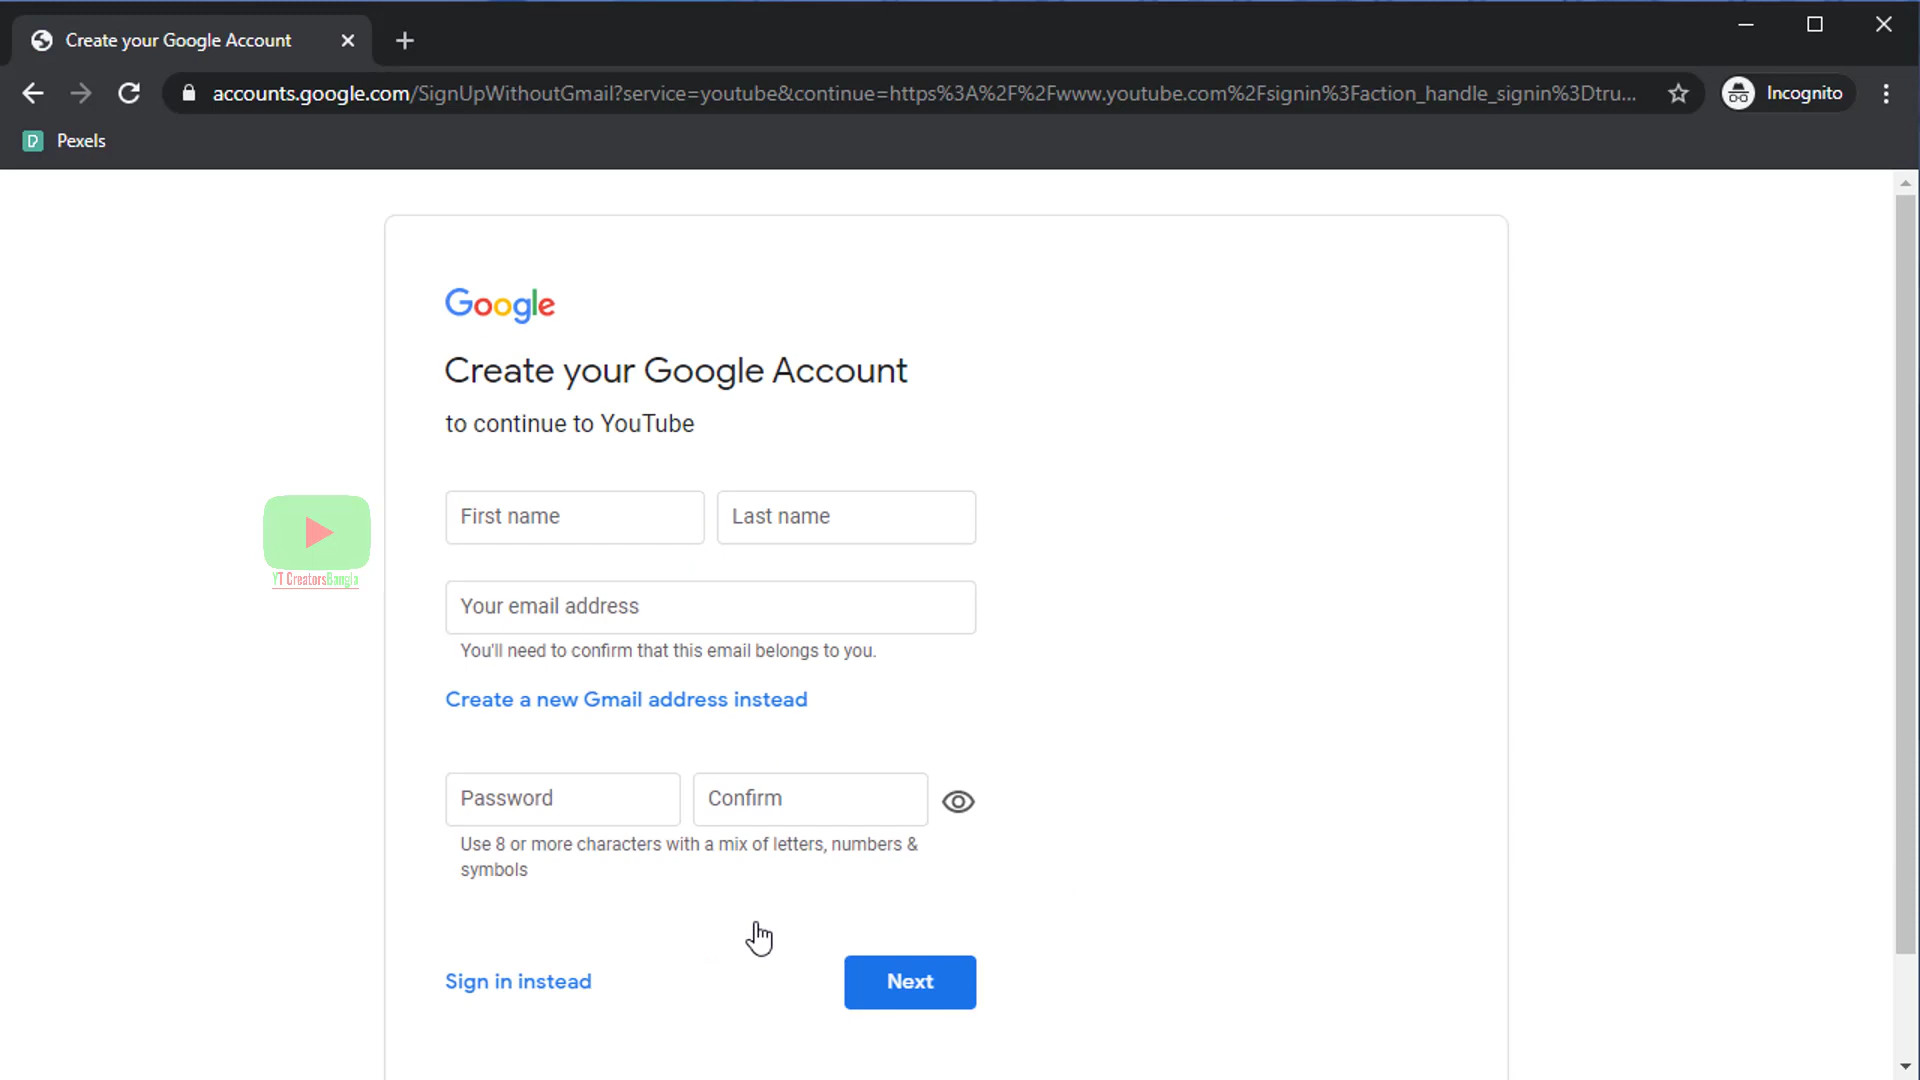 Create your Google Account
accounts.google.com/SignUpWithoutGmail?service=youtube&continue=https%3A%2F%2Fwww.youtube.com%2Fsignin%3Faction_handle_signin%3Dtru...
Incognito
Pexels
Google
Create your Google Account
to continue to YouTube
First name
Last name
YT CreatorsBangla
Your email address
You'll need to confirm that this email belongs to you.
Create a new Gmail address instead
Password
Confirm
Use 8 or more characters with a mix of letters, numbers &
symbols
Sign in instead
Next